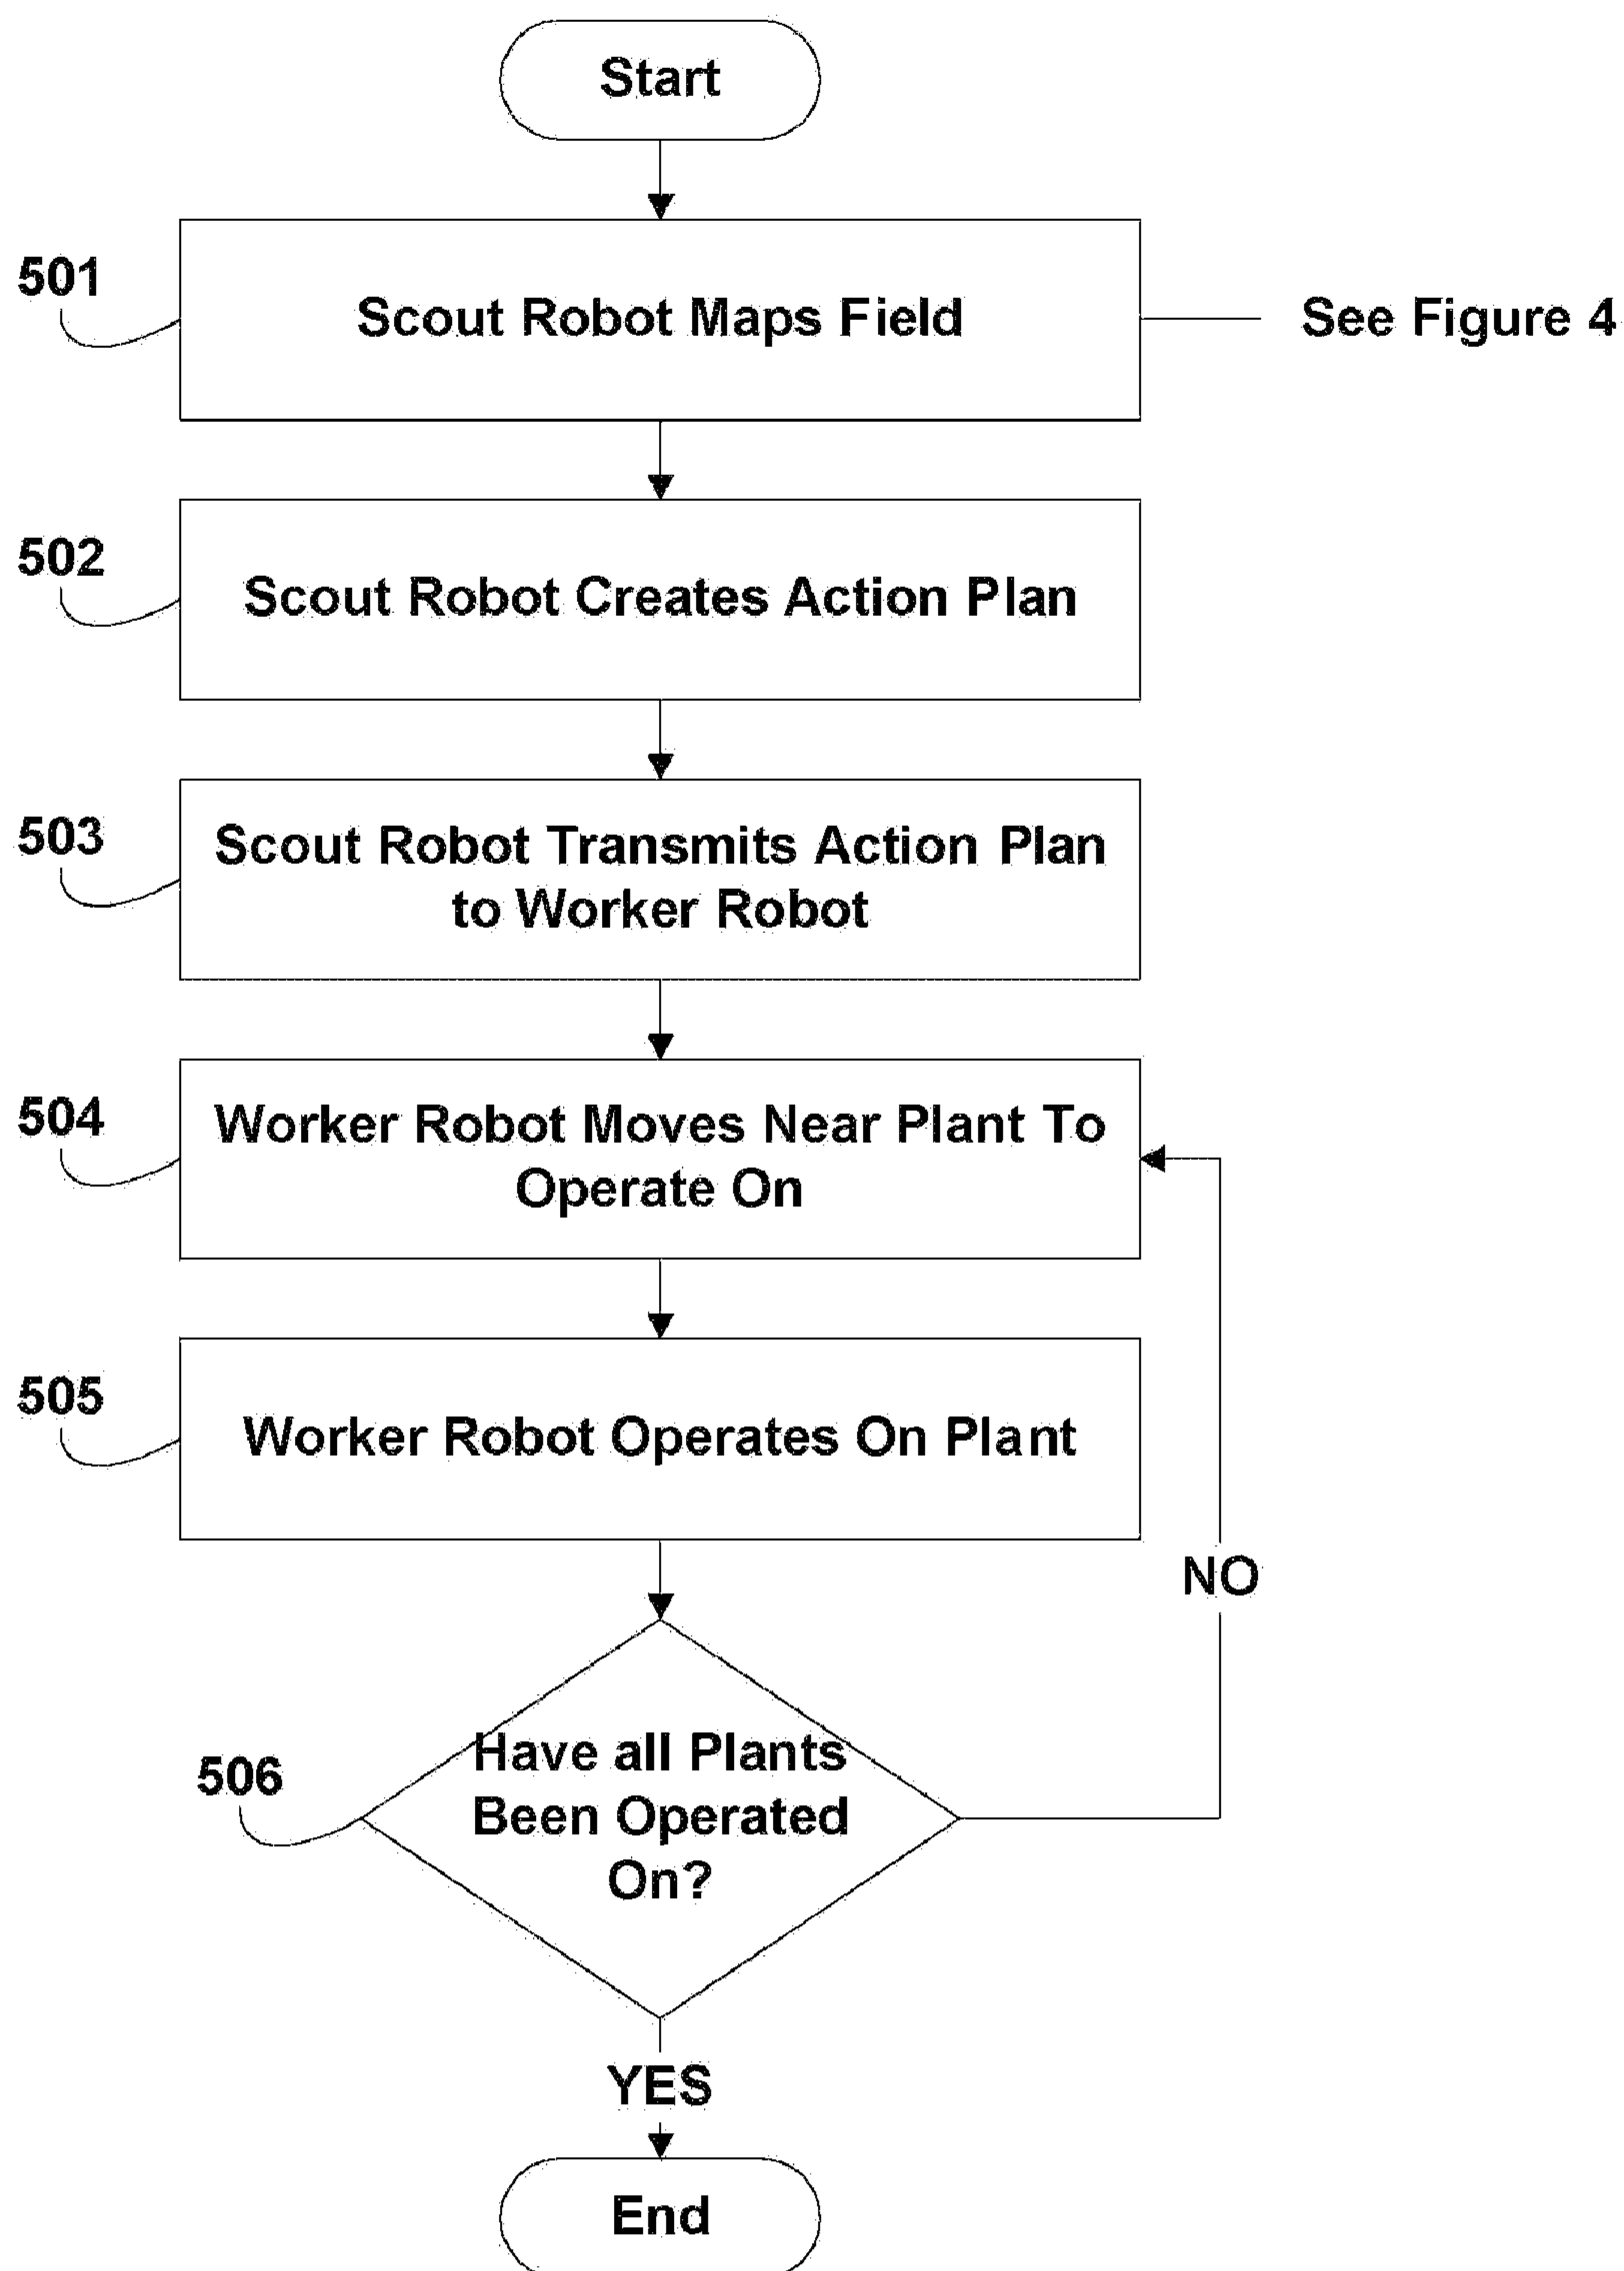 Start
501
Scout Robot Maps Field
See Figure 4
502
Scout Robot Creates Action Plan
503
Scout Robot Transmits Action Plan
to Worker Robot
504
Worker Robot Moves Near Plant To
Operate On
505
Worker Robot Operates On Plant
NO
506
Have all Plants
Been Operated
On?
YES
End